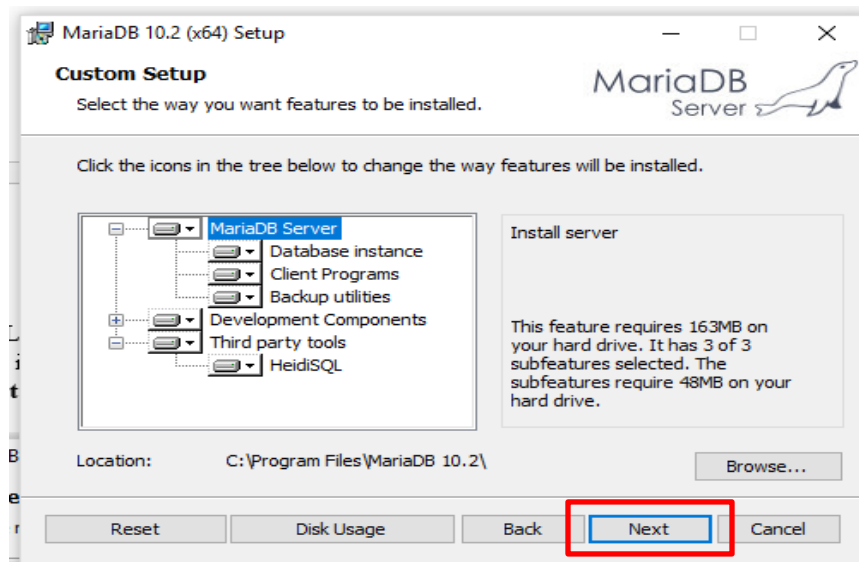 MariaDB 10.2 (x64) Setup
Custom Setup
Select the way you want features to be installed.
MariaDB
Server
Click the icons in the tree below to change the way features will be installed.
MariaDB Server
Database instance
Client Programs
Backup utilities
Development Components
Third party tools
HeidiSQL
Install server
This feature requires 163MB on
your hard drive. It has 3 of 3
subfeatures selected. The
subfeatures require 48MB on your
hard drive.
Location: C:\Program Files\MariaDB 10.2\
Browse...
Reset Disk Usage Back Next Cancel